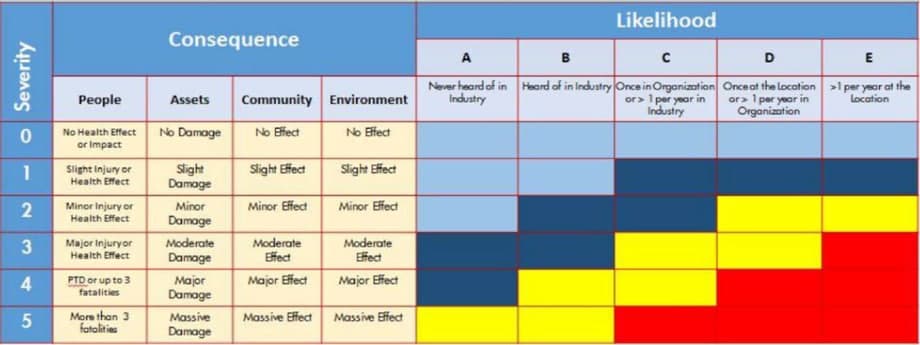 Severity
Consequence
Likelihood
A
B
C
D
E
People
Assets
Community
Environment
Never heard of in
Industry
Heard of in Industry
Once in Organization
or > 1 per year in
Industry
Once at the Location
or > 1 per year in
Organization
>1 per year at the
Location
0
No Health Effect
or Impact
No Damage
No Effect
No Effect
1
Slight Injury or
Health Effect
Slight
Damage
Slight Effect
Slight Effect
2
Minor Injury or
Health Effect
Minor
Damage
Minor Effect
Minor Effect
3
Major Injury or
Health Effect
Moderate
Damage
Moderate
Effect
Moderate
Effect
4
PTD or up to 3
fatalities
Major
Damage
Major Effect
Major Effect
5
More than 3
fatalities
Massive
Damage
Massive Effect
Massive Effect